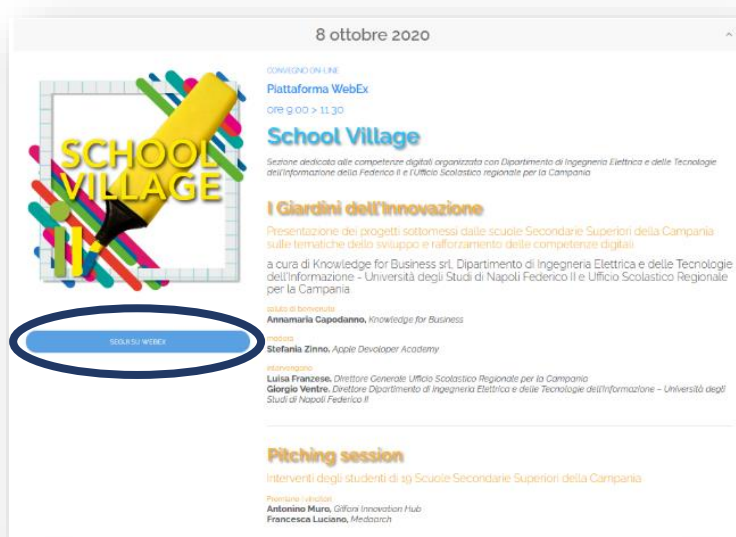 8 ottobre 2020
SCHOOL
VILLAGE
SEGUI SU WEBEX
CONVEGNO ON-LINE
Piattaforma WebEx
ore 9.00 > 11.30
School Village
Sezione dedicata alle competenze digitali organizzata con Dipartimento di Ingegneria Elettrica e delle Tecnologie
dell'Informazione della Federico II e l'Ufficio Scolastico regionale per la Campania
I Giardini dell'Innovazione
Presentazione dei progetti sottomessi dalle scuole Secondarie Superiori della Campania
sulle tematiche dello sviluppo e rafforzamento delle competenze digitali
a cura di Knowledge for Business srl, Dipartimento di Ingegneria Elettrica e delle Tecnologie
dell'Informazione - Università degli Studi di Napoli Federico II e Ufficio Scolastico Regionale
per la Campania
saluto di benvenuto
Annamaria Capodanno, Knowledge for Business
modera
Stefania Zinno, Apple Devoloper Academy
intervengono
Luisa Franzese, Direttore Generale Ufficio Scolastico Regionale per la Campania
Giorgio Ventre, Direttore Dipartimento di Ingegneria Elettrica e delle Tecnologie dell'Informazione – Università degli
Studi di Napoli Federico II
Pitching session
Interventi degli studenti di 19 Scuole Secondarie Superiori della Campania
Premiano i vincitori
Antonino Muro, Giffoni Innovation Hub
Francesca Luciano, Medaarch